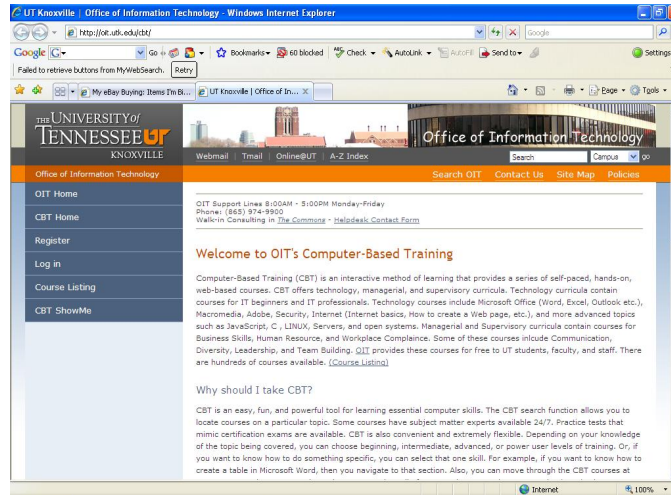 UT Knoxville | Office of Information Technology - Windows Internet Explorer
http://oit.utk.edu/cbt/
Google
Google G Go Bookmarks 60 blocked Check AutoLink AutoFill Send to Settings
Failed to retrieve buttons from MyWebSearch. Retry
My eBay Buying: Items I'm Bi... UT Knoxville | Office of In... X Page Tools
THE UNIVERSITY of
TENNESSEE UT
KNOXVILLE
Office of Information Technology
Webmail | Tmail | Online@UT | A-Z Index Search Campus go
Office of Information Technology
Search OIT Contact Us Site Map Policies
OIT Home
CBT Home
Register
Log in
Course Listing
CBT ShowMe
OIT Support Lines 8:00AM - 5:00PM Monday-Friday
Phone: (865) 974-9900
Walk-in Consulting in The Commons - Helpdesk Contact Form
Welcome to OIT's Computer-Based Training
Computer-Based Training (CBT) is an interactive method of learning that provides a series of self-paced, hands-on,
web-based courses. CBT offers technology, managerial, and supervisory curricula. Technology curricula contain
courses for IT beginners and IT professionals. Technology courses include Microsoft Office (Word, Excel, Outlook etc.),
Macromedia, Adobe, Security, Internet (Internet basics, How to create a Web page, etc.), and more advanced topics
such as JavaScript, C , LINUX, Servers, and open systems. Managerial and Supervisory curricula contain courses for
Business Skills, Human Resource, and Workplace Complaince. Some of these courses inlcude Communication,
Diversity, Leadership, and Team Building. OIT provides these courses for free to UT students, faculty, and staff. There
are hundreds of courses available. (Course Listing)
Why should I take CBT?
CBT is an easy, fun, and powerful tool for learning essential computer skills. The CBT search function allows you to
locate courses on a particular topic. Some courses have subject matter experts available 24/7. Practice tests that
mimic certification exams are available. CBT is also convenient and extremely flexible. Depending on your knowledge
of the topic being covered, you can choose beginning, intermediate, advanced, or power user levels of training. Or, if
you want to know how to do something specific, you can select that one skill. For example, if you want to know how to
create a table in Microsoft Word, then you navigate to that section. Also, you can move through the CBT courses at
Internet 100%